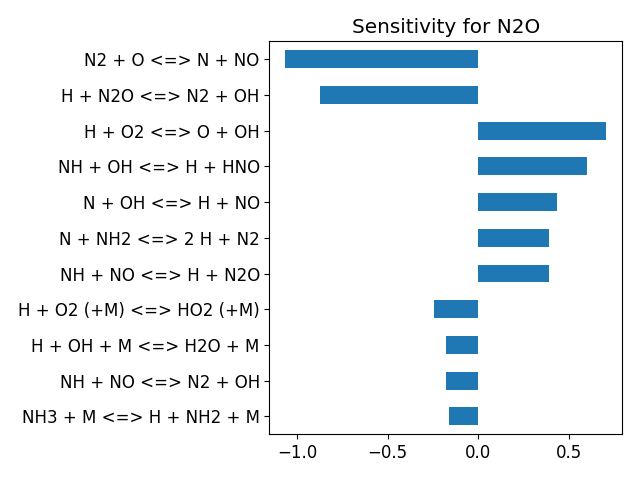 Sensitivity for N2O
N2 + O <=> N + NO
H + N2O <=> N2 + OH
H + O2 <=> O + OH
NH + OH <=> H + HNO
N + OH <=> H + NO
N + NH2 <=> 2 H + N2
NH + NO <=> H + N2O
H + O2 (+M) <=> HO2 (+M)
H + OH + M <=> H2O + M
NH + NO <=> N2 + OH
NH3 + M <=> H + NH2 + M
−1.0 −0.5 0.0 0.5